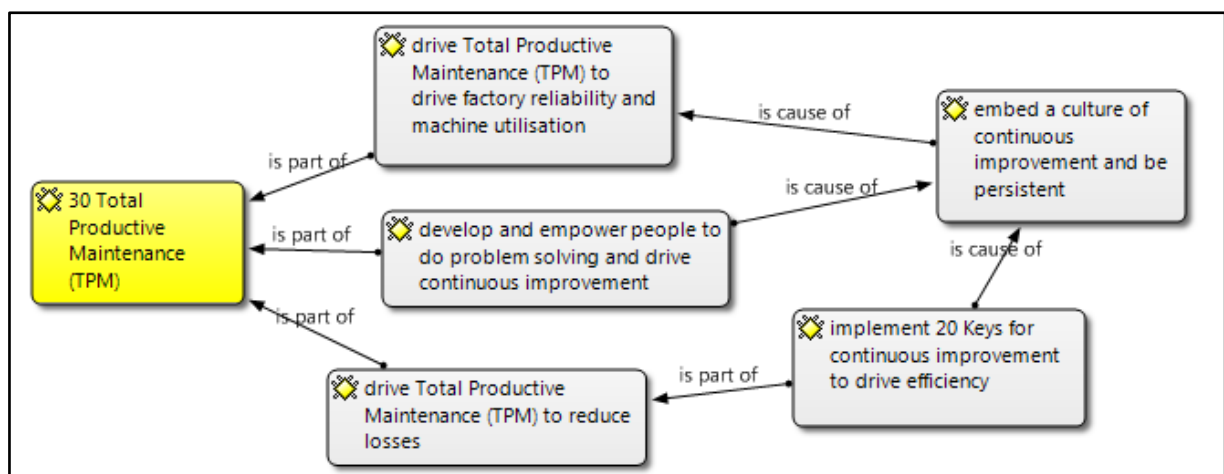 drive Total Productive
Maintenance (TPM) to
drive factory reliability and
machine utilisation
is cause of
embed a culture of
continuous
improvement and be
persistent
is part of
is cause of
30 Total
Productive
Maintenance
(TPM)
is part of
develop and empower people to
do problem solving and drive
continuous improvement
is cause of
is part of
implement 20 Keys for
continuous improvement
to drive efficiency
is part of
drive Total Productive
Maintenance (TPM) to reduce
losses